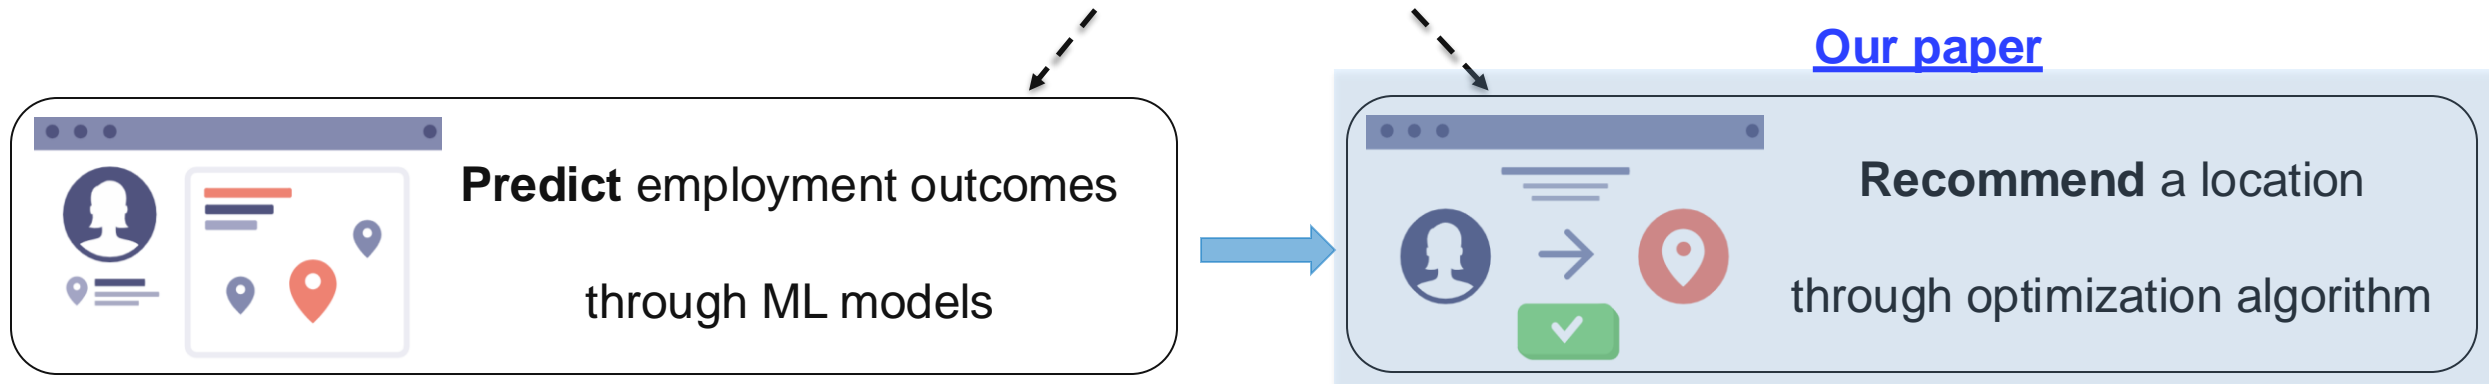 Our paper
Predict employment outcomes
through ML models
Recommend a location
through optimization algorithm